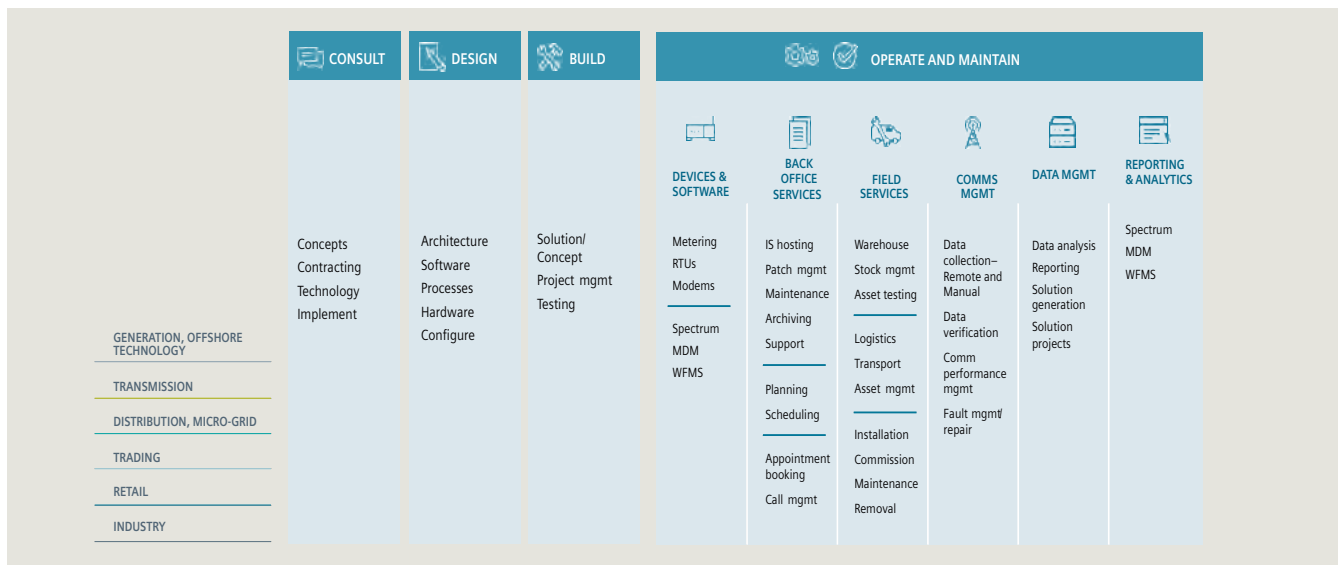 CONSULT
DESIGN
BUILD
OPERATE AND MAINTAIN
DEVICES &
SOFTWARE
BACK
OFFICE
SERVICES
FIELD
SERVICES
COMMS
MGMT
DATA MGMT
REPORTING
& ANALYTICS
GENERATION, OFFSHORE
TECHNOLOGY
TRANSMISSION
DISTRIBUTION, MICRO-GRID
TRADING
RETAIL
INDUSTRY
Concepts
Contracting
Technology
Implement
Architecture
Software
Processes
Hardware
Configure
Solution/
Concept
Project mgmt
Testing
Metering
RTUs
Modems
Spectrum
MDM
WFMS
IS hosting
Patch mgmt
Maintenance
Archiving
Support
Planning
Scheduling
Appointment
booking
Call mgmt
Warehouse
Stock mgmt
Asset testing
Logistics
Transport
Asset mgmt
Installation
Commission
Maintenance
Removal
Data
collection–
Remote and
Manual
Data
verification
Comm
performance
mgmt
Fault mgmt/
repair
Data analysis
Reporting
Solution
generation
Solution
projects
Spectrum
MDM
WFMS